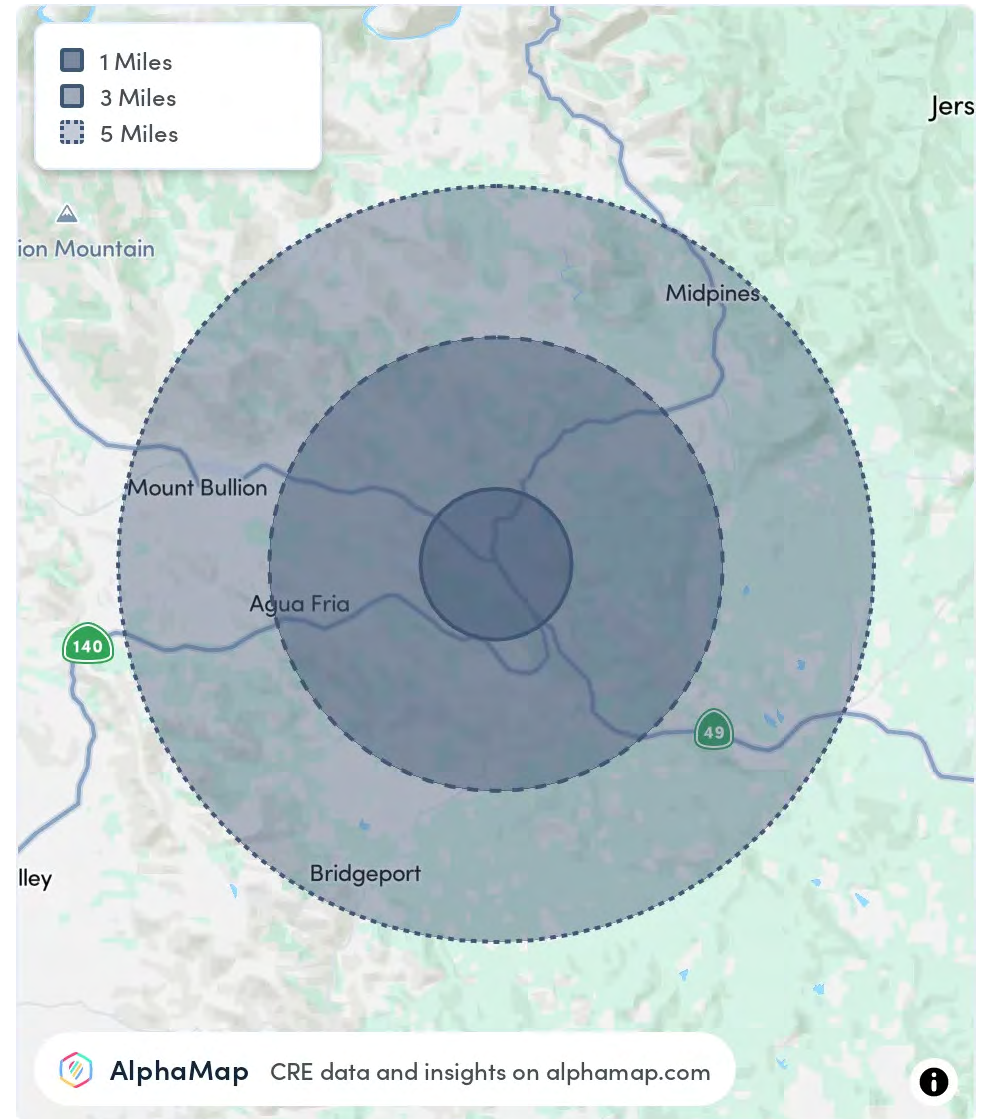 1 Miles
3 Miles
5 Miles
Jers
ion Mountain
Midpines
Mount Bullion
Agua Fria
140
49
Bridgeport
lley
AlphaMap CRE data and insights on alphamap.com